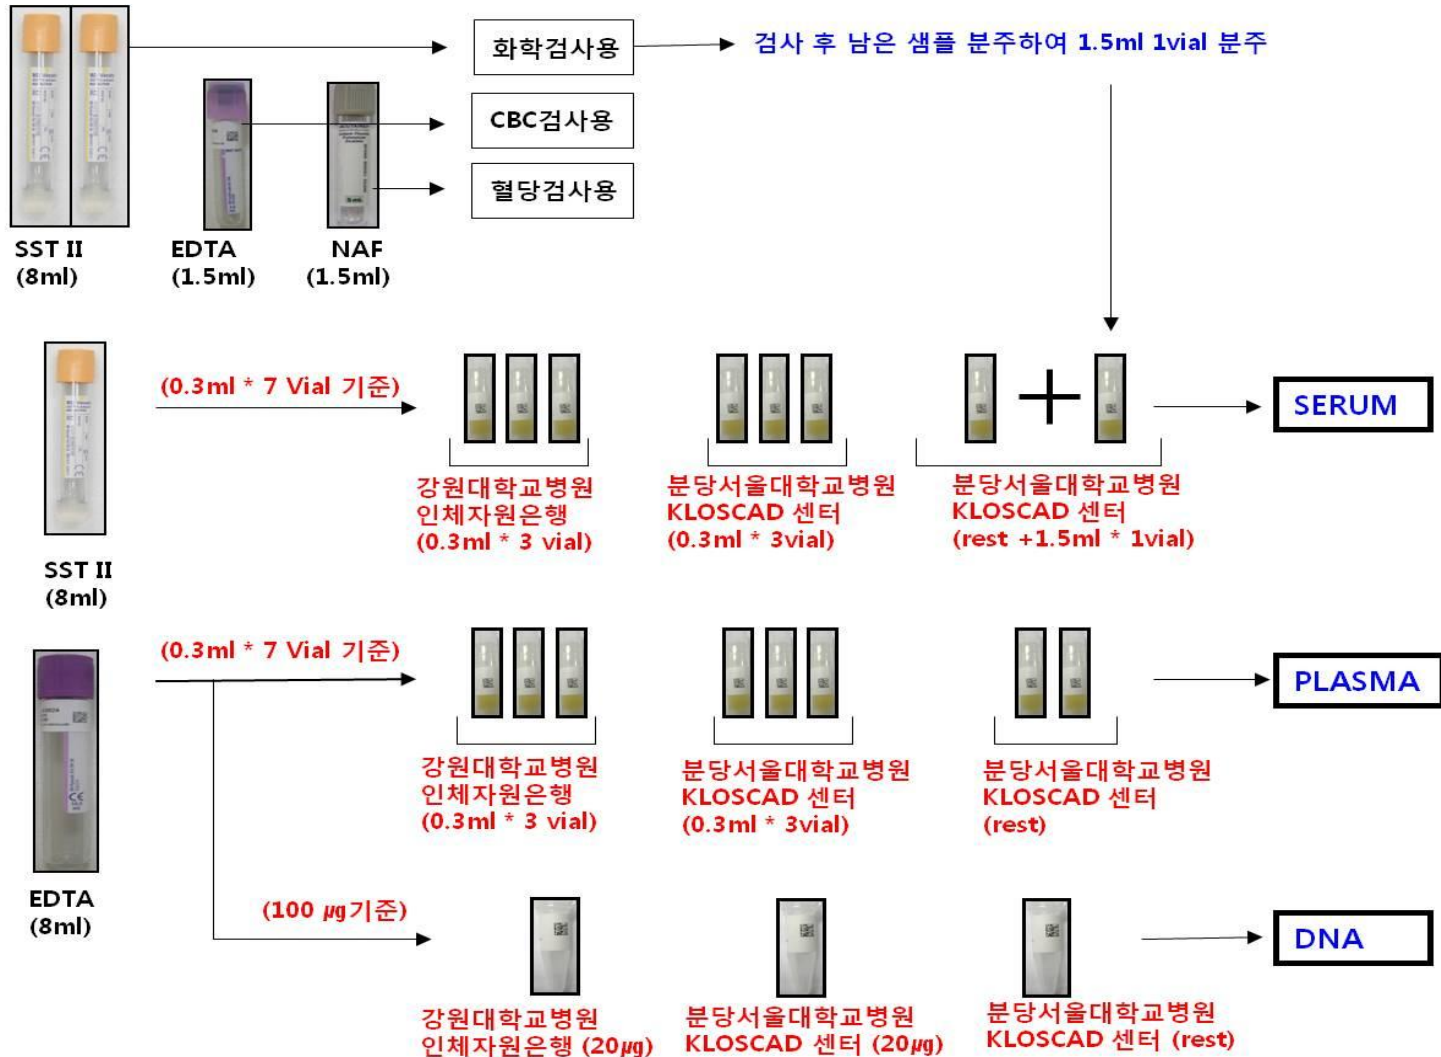 화학검사용
검사 후 남은 샘플 분주하여 1.5ml 1vial 분주
CBC검사용
혈당검사용
SST II
(8ml)
EDTA
(1.5ml)
NAF
(1.5ml)
(0.3ml * 7 Vial 기준)
SERUM
강원대학교병원
인체자원은행
(0.3ml * 3 vial)
분당서울대학교병원
KLOSCAD 센터
(0.3ml * 3vial)
분당서울대학교병원
KLOSCAD 센터
(rest +1.5ml * 1vial)
SST II
(8ml)
(0.3ml * 7 Vial 기준)
PLASMA
강원대학교병원
인체자원은행
(0.3ml * 3 vial)
분당서울대학교병원
KLOSCAD 센터
(0.3ml * 3vial)
분당서울대학교병원
KLOSCAD 센터
(rest)
EDTA
(8ml)
(100 ㎍기준)
DNA
강원대학교병원
인체자원은행 (20㎍)
분당서울대학교병원
KLOSCAD 센터 (20㎍)
분당서울대학교병원
KLOSCAD 센터 (rest)